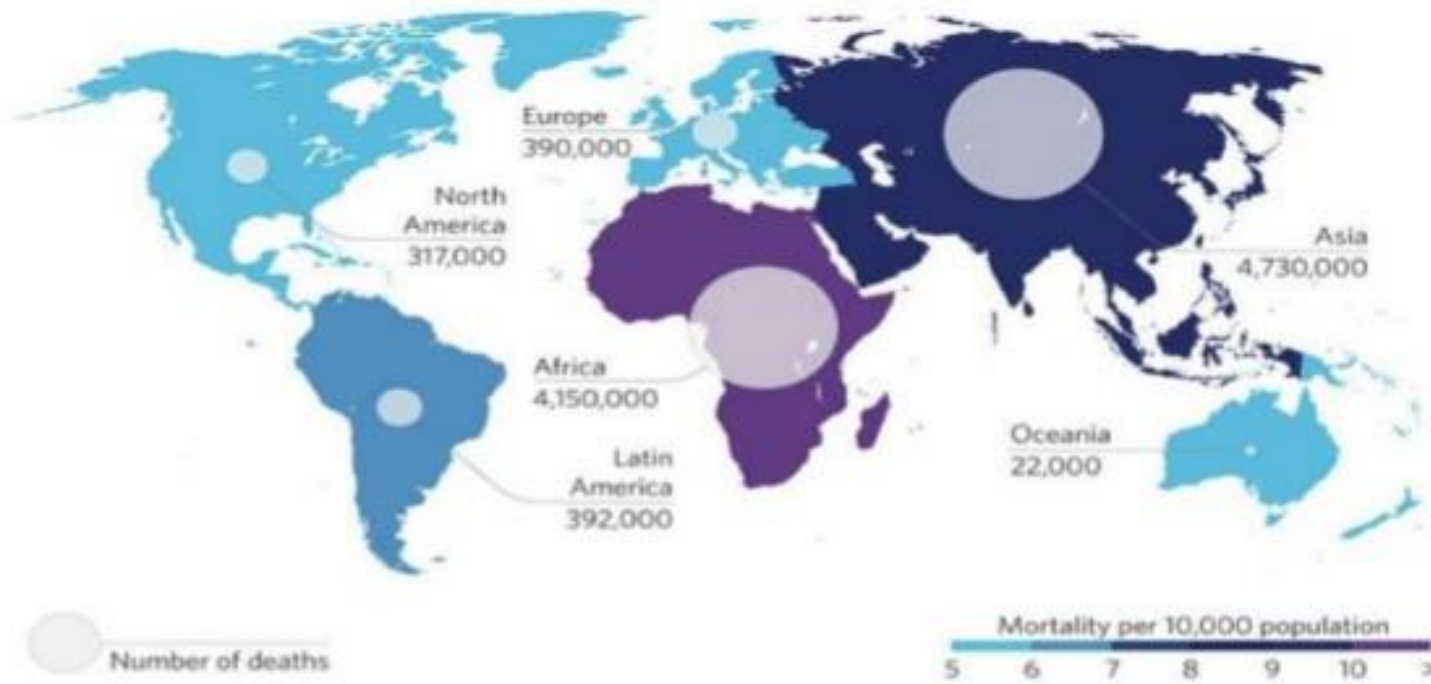 Europe
390,000
North
America
317,000
Asia
4,730,000
Africa
4,150,000
Oceania
22,000
Latin
America
392,000
Number of deaths
Mortality per 10,000 population
5 6 7 8 9 10 >